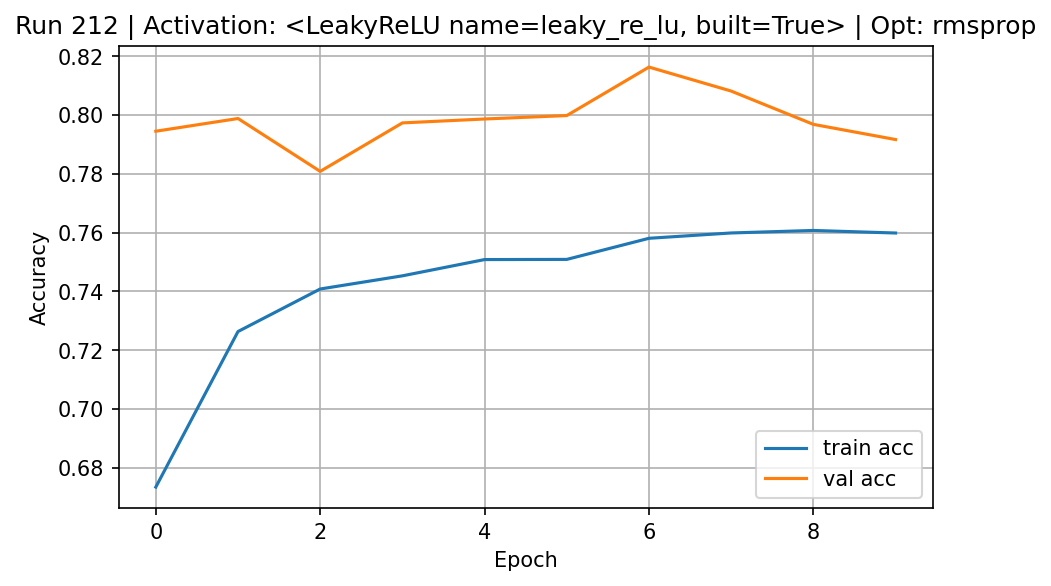 Run 212 | Activation: <LeakyReLU name=leaky_re_lu, built=True> | Opt: rmsprop
0.82
0.80
0.78
0.76
0.74
0.72
0.70
0.68
Accuracy
train acc
val acc
0 2 4 6 8
Epoch